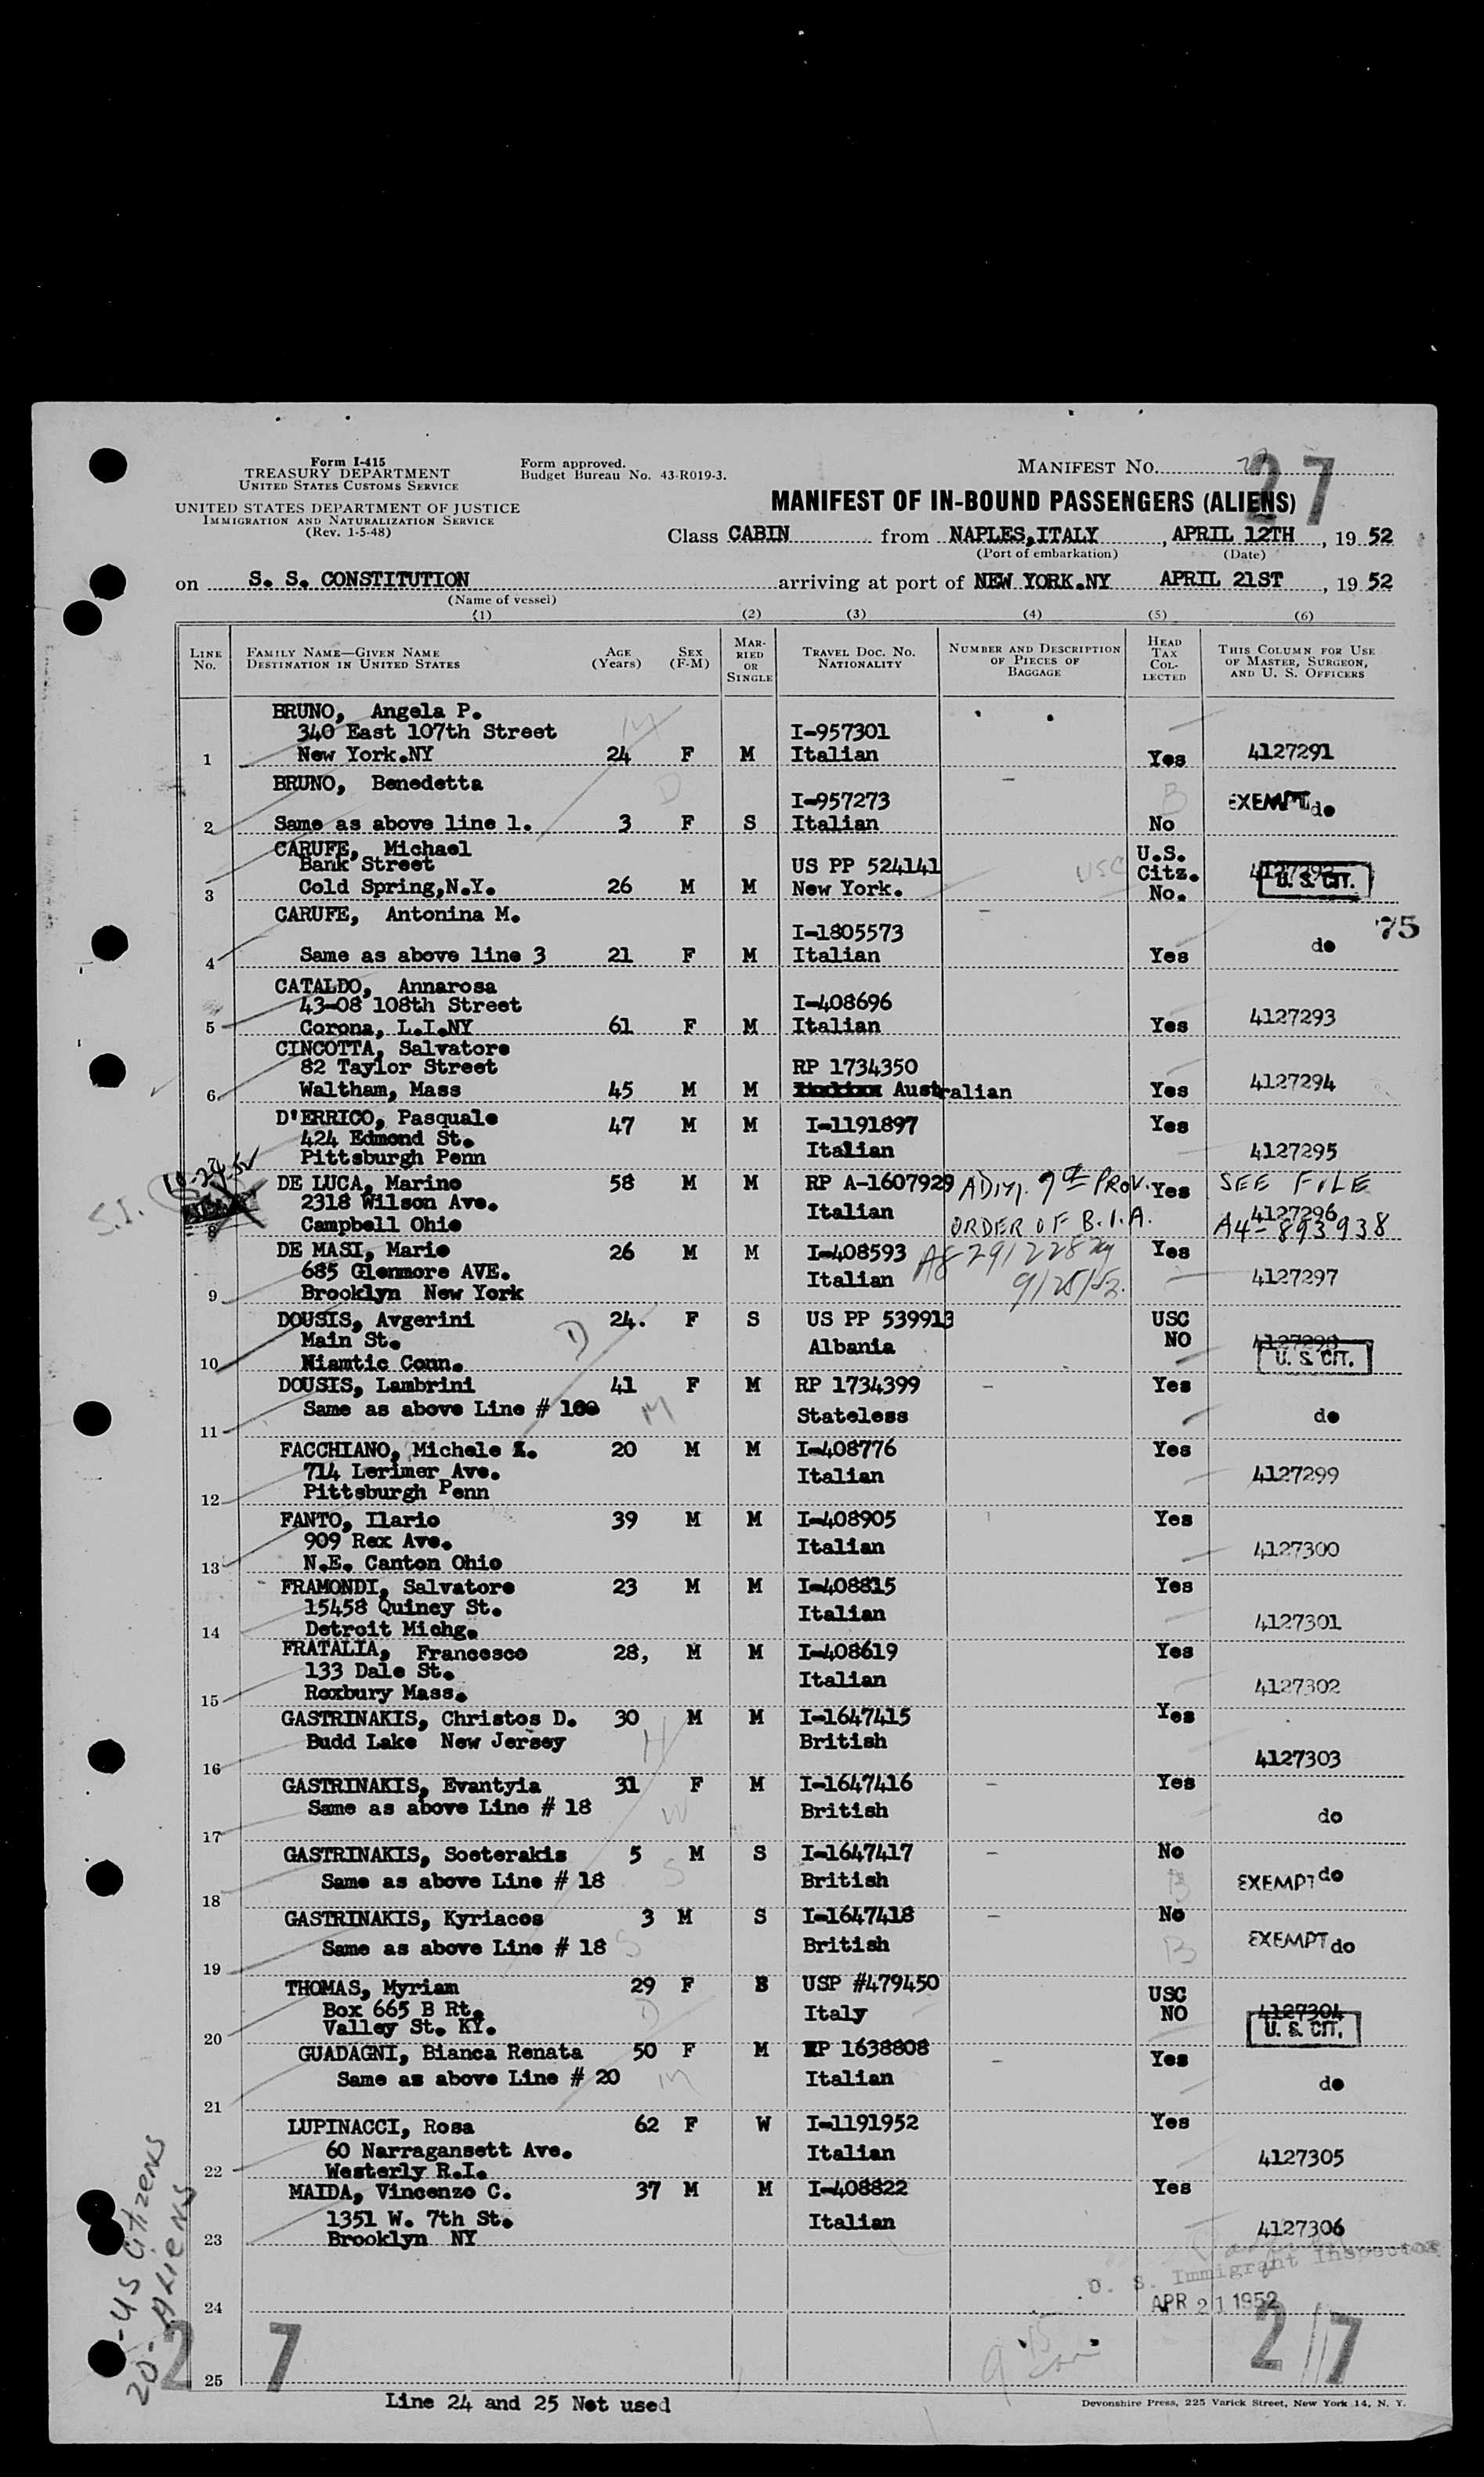 Form I-415
TREASURY DEPARTMENT
UNITED STATES CUSTOMS SERVICE
UNITED STATES DEPARTMENT OF JUSTICE
IMMIGRATION AND NATURALIZATION SERVICE
(Rev. 1-5-48)
Form approved.
Budget Bureau No. 43-R019-3.
MANIFEST NO. 27
MANIFEST OF IN-BOUND PASSENGERS (ALIENS)
Class CABIN from NAPLES,ITALY, APRIL 12TH, 19 52
(Port of embarkation) (Date)
on S. S. CONSTITUTION arriving at port of NEW YORK.NY APRIL 21ST, 19 52
(Name of vessel)
(1) (2) (3) (4) (5) (6)
LINE No. FAMILY NAME—GIVEN NAME DESTINATION IN UNITED STATES AGE (Years) SEX (F-M) MARRIED OR SINGLE TRAVEL DOC. NO. NATIONALITY NUMBER AND DESCRIPTION OF PIECES OF BAGGAGE HEAD TAX COLLECTED THIS COLUMN FOR USE OF MASTER, SURGEON, AND U. S. OFFICERS
BRUNO, Angela P.
340 East 107th Street I-957301
1 New York.NY 24 F M Italian Yes 4127291
BRUNO, Benedetta
I-957273 EXEMPT do
2 Same as above line 1. 3 F S Italian No
CARUFE, Michael U.S.
Bank Street US PP 524141 USC Citz.
3 Cold Spring,N.Y. 26 M M New York. No. U. S. CIT.
CARUFE, Antonina M. 75
I-1805573 do
4 Same as above line 3 21 F M Italian Yes
CATALDO, Annarosa
43-08 108th Street I-408696
5 Corona, L.I.NY 61 F M Italian Yes 4127293
CINCOTTA, Salvatore
82 Taylor Street RP 1734350
6 Waltham, Mass 45 M M Australian Yes 4127294
D'ERRICO, Pasquale 47 M M I-1191897 Yes
424 Edmond St. Italian
7 Pittsburgh Penn 4127295
S.I.
DE LUCA, Marino 58 M M RP A-1607929 ADM. 9th PROV. Yes SEE FILE
2318 Wilson Ave. Italian ORDER OF B.I.A. 4127296
8 Campbell Ohio A4-893938
DE MASI, Mario 26 M M I-408593 Yes
685 Glenmore AVE. Italian 9/25/52. 4127297
9 Brooklyn New York
DOUSIS, Avgerini 24. F S US PP 539913 USC
Main St. D Albania NO 4127298
10 Niamtic Conn. U. S. CIT.
DOUSIS, Lambrini 41 F M RP 1734399 Yes
Same as above Line # 10 M Stateless do
11
FACCHIANO, Michele 20 M M I-408776 Yes
714 Lerimer Ave. Italian 4127299
12 Pittsburgh Penn
FANTO, Ilario 39 M M I-408905 Yes
909 Rex Ave. Italian
13 N.E. Canton Ohio 4127300
FRAMONDI, Salvatore 23 M M I-408815 Yes
15458 Quincy St. Italian
14 Detroit Michg. 4127301
FRATALIA, Francesco 28, M M I-408619 Yes
133 Dale St. Italian
15 Roxbury Mass. 4127302
GASTRINAKIS, Christos D. 30 M M I-1647415 Yes
Budd Lake New Jersey H British
16 4127303
GASTRINAKIS, Evantyia 31 F M I-1647416 Yes
Same as above Line # 18 W British do
17
GASTRINAKIS, Soeterakis 5 M S I-1647417 No
Same as above Line # 18 S British B EXEMPT do
18
GASTRINAKIS, Kyriacos 3 M S I-1647418 No
Same as above Line # 18 S British B EXEMPT do
19
THOMAS, Myriam 29 F S USP #479450 USC
Box 665 B Rt. D Italy NO 4127304
20 Valley St. KY. U. S. CIT.
GUADAGNI, Bianca Renata 50 F M RP 1638808 Yes
Same as above Line # 20 M Italian do
21
LUPINACCI, Rosa 62 F W I-1191952 Yes
60 Narragansett Ave. Italian 4127305
22 Westerly R.I.
MAIDA, Vincenzo C. 37 M M I-408822 Yes
1351 W. 7th St. Italian 4127306
23 Brooklyn NY
U. S. Immigrant Inspector
24 APR 21 1952
25
27 27
US Citizens
20- ALIENS
Line 24 and 25 Not used
Devonshire Press, 225 Varick Street, New York 14, N. Y.